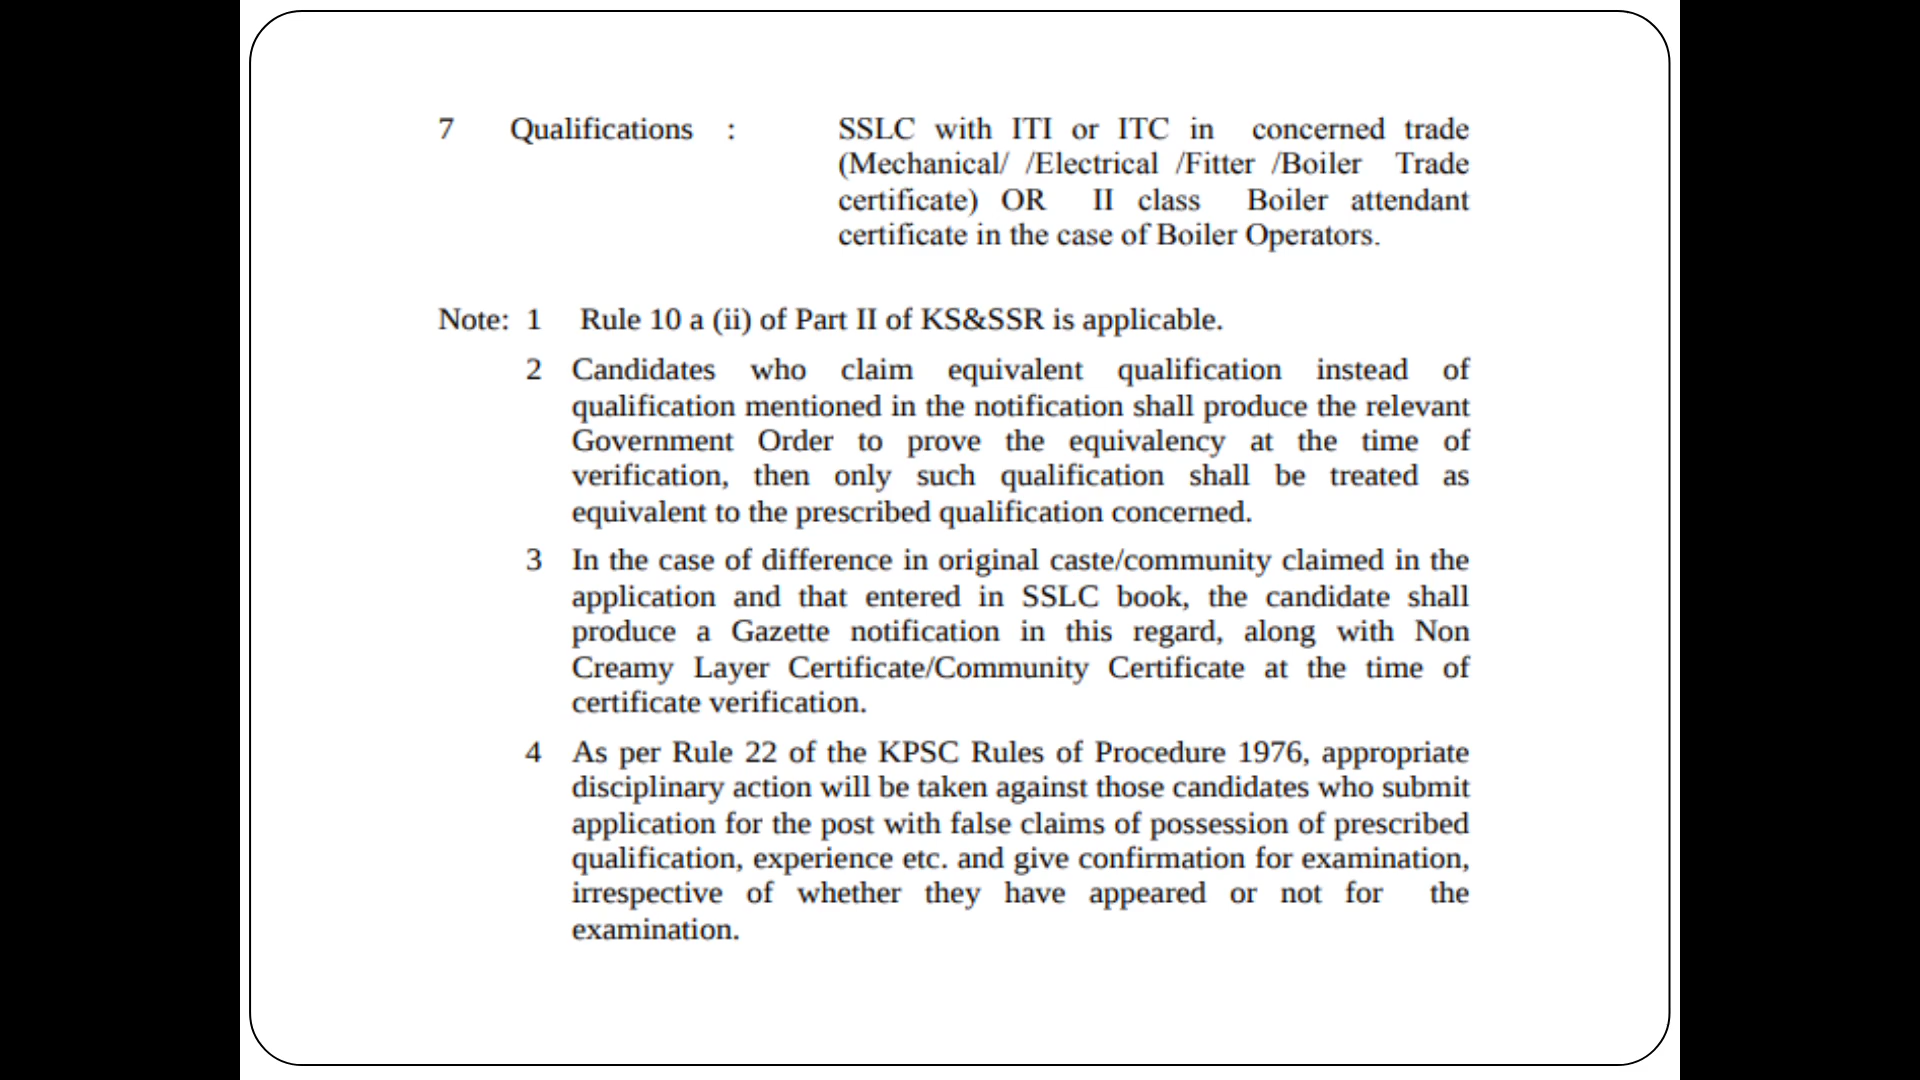 7 Qualifications : SSLC with ITI or ITC in concerned trade
(Mechanical/ /Electrical /Fitter /Boiler Trade
certificate) OR II class Boiler attendant
certificate in the case of Boiler Operators.
Note: 1 Rule 10 a (ii) of Part II of KS&SSR is applicable.
2 Candidates who claim equivalent qualification instead of
qualification mentioned in the notification shall produce the relevant
Government Order to prove the equivalency at the time of
verification, then only such qualification shall be treated as
equivalent to the prescribed qualification concerned.
3 In the case of difference in original caste/community claimed in the
application and that entered in SSLC book, the candidate shall
produce a Gazette notification in this regard, along with Non
Creamy Layer Certificate/Community Certificate at the time of
certificate verification.
4 As per Rule 22 of the KPSC Rules of Procedure 1976, appropriate
disciplinary action will be taken against those candidates who submit
application for the post with false claims of possession of prescribed
qualification, experience etc. and give confirmation for examination,
irrespective of whether they have appeared or not for the
examination.